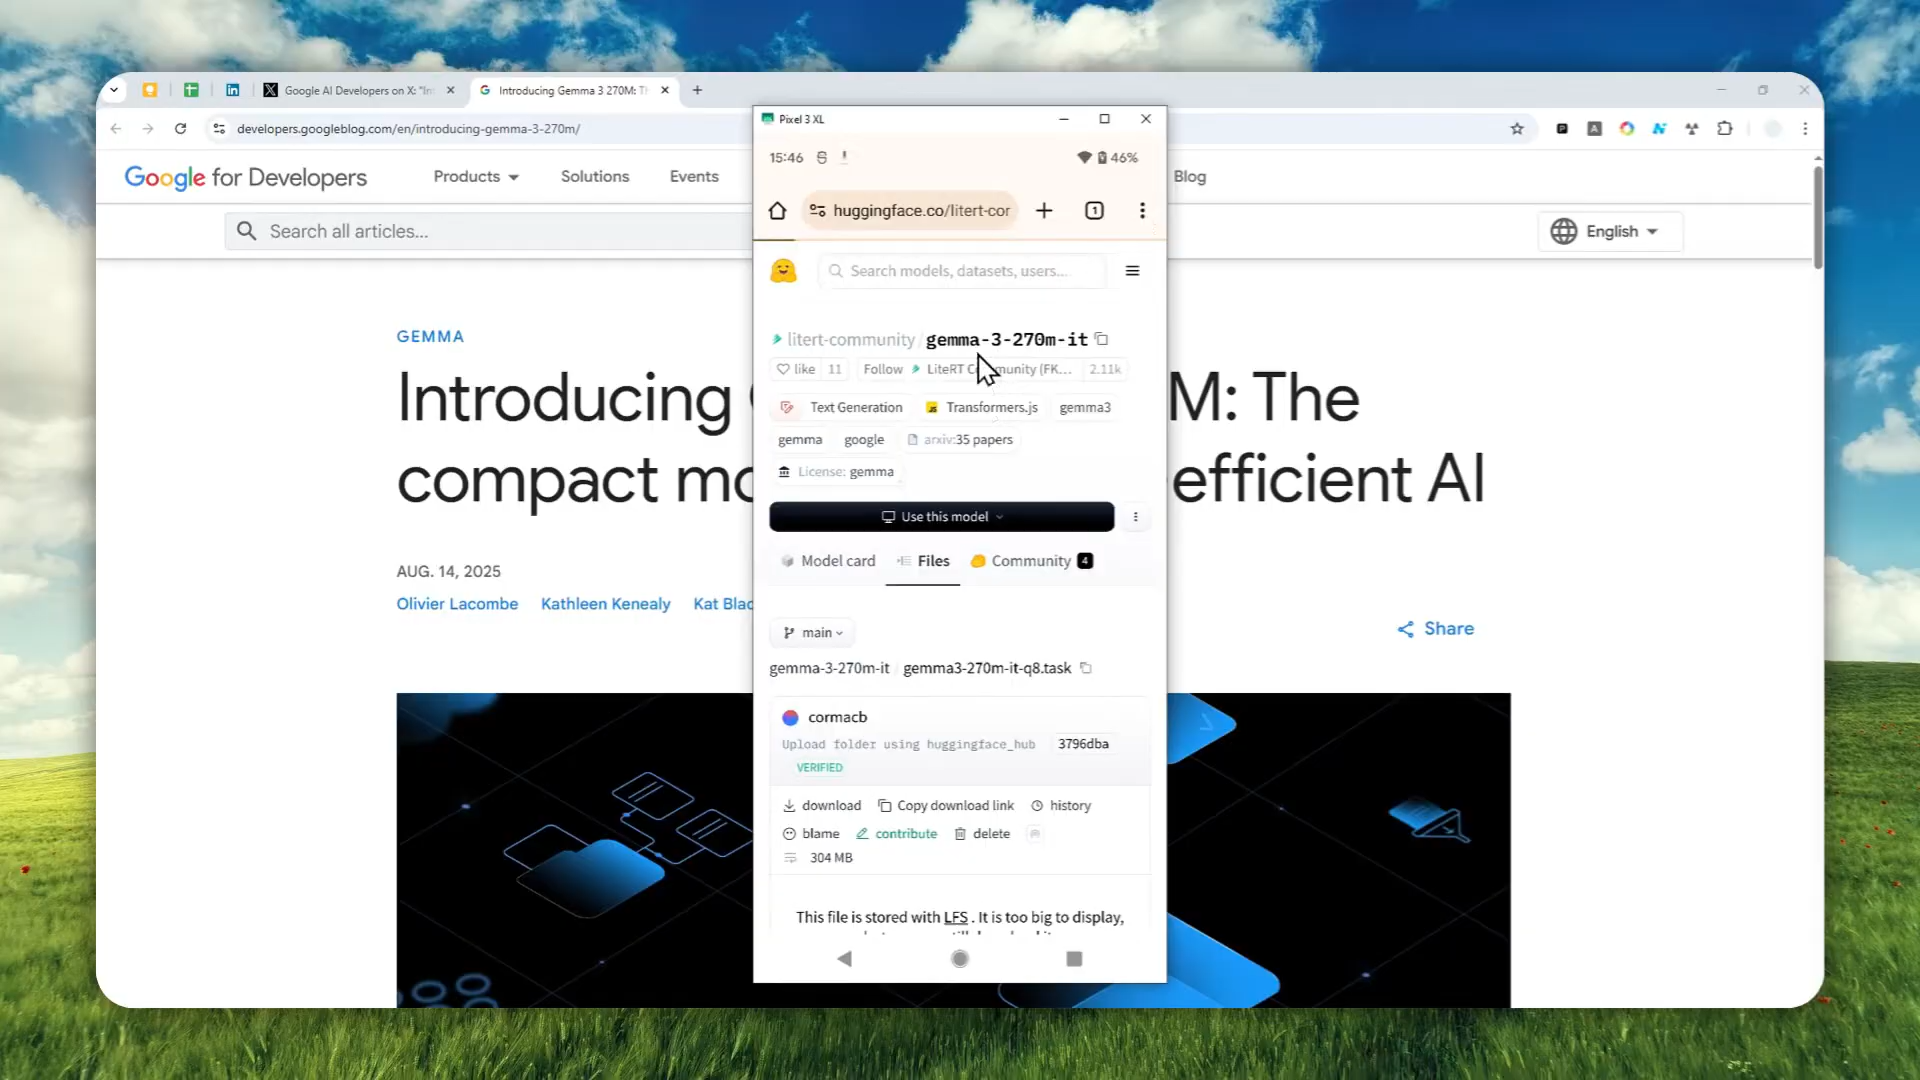 Google AI Developers on X: "In
Introducing Gemma 3 270M: Th
developers.googleblog.com/en/introducing-gemma-3-270m/
Google for Developers
Products
Solutions
Events
Blog
Search all articles...
English
GEMMA
Introducing
M: The
compact mo
efficient AI
AUG. 14, 2025
Olivier Lacombe
Kathleen Kenealy
Kat Blac
Share
Pixel 3 XL
15:46
46%
huggingface.co/litert-cor
1
Search models, datasets, users...
litert-community/gemma-3-270m-it
like 11
Follow
LiteRT Community (FK...
2.11k
Text Generation
Transformers.js
gemma3
gemma
google
arxiv:35 papers
License: gemma
Use this model
Model card
Files
Community 4
main
gemma-3-270m-it
gemma3-270m-it-q8.task
cormacb
Upload folder using huggingface_hub
3796dba
VERIFIED
download
Copy download link
history
blame
contribute
delete
304 MB
This file is stored with LFS . It is too big to display,